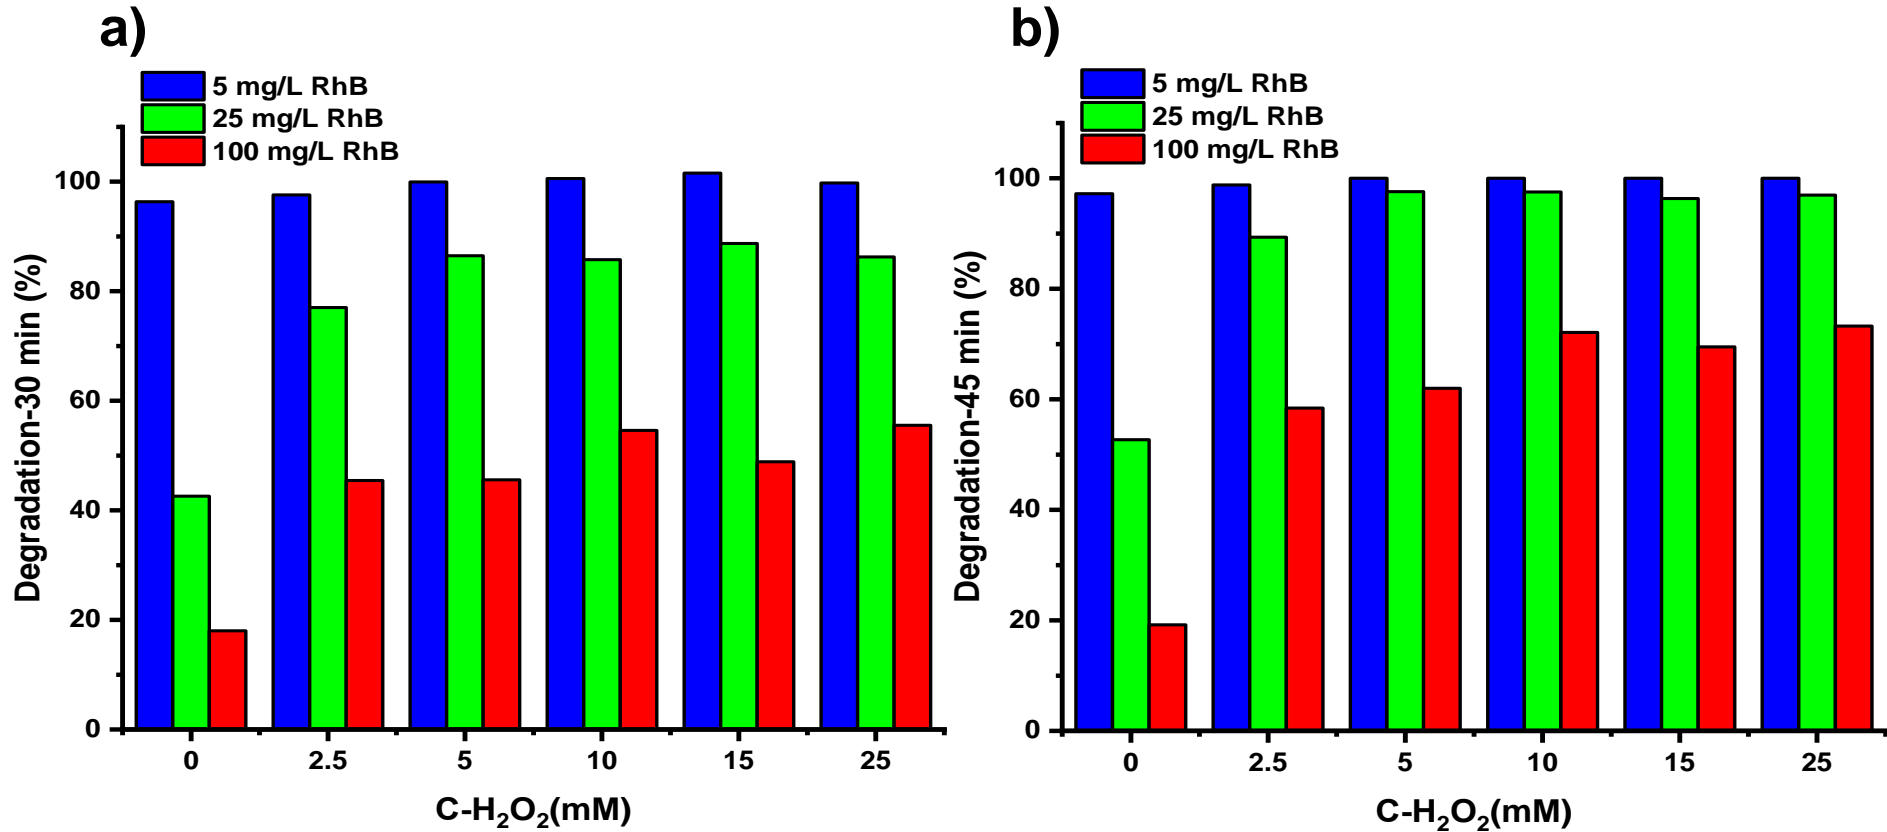 a)
5 mg/L RhB
25 mg/L RhB
100 mg/L RhB
100
80
60
40
20
0
Degradation-30 min (%)
0 2.5 5 10 15 25
C-H₂O₂(mM)
b)
5 mg/L RhB
25 mg/L RhB
100 mg/L RhB
100
80
60
40
20
0
Degradation-45 min (%)
0 2.5 5 10 15 25
C-H₂O₂(mM)